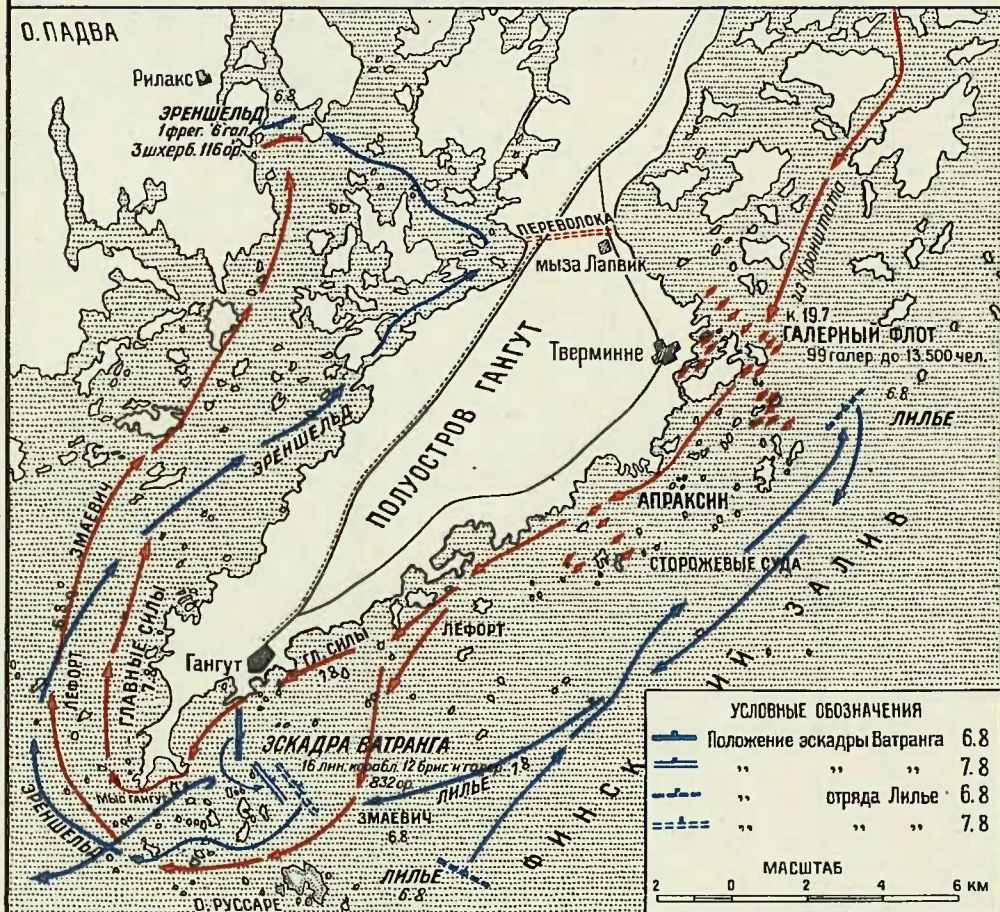 О. ПАДВА
Рилакс
6.8
ЭРЕНШЕЛЬД
1 фрег. 6 гал.
3 шхерб. 116 ор.
из Кронштата
ПЕРЕВОЛОКА
мыза Лапвик
к. 19.7
ГАЛЕРНЫЙ ФЛОТ
99 галер. до 13.500 чел.
Тверминне
6.8
ЛИЛЬЕ
ПОЛУОСТРОВ ГАНГУТ
ЭРЕНШЕЛЬД
ЗМАЕВИЧ
6.8
АПРАКСИН
СТОРОЖЕВЫЕ СУДА
ЛЕФОРТ
ГЛАВНЫЕ СИЛЫ
7.8
ЛЕФОРТ
Гангут
ГЛ. СИЛЫ
ЭСКАДРА ВАТРАНГА
16 лин. корабл. 12 бриг. и галер.
832 ор.
ЛИЛЬЕ 7.8
Мыс Гангут
ЭРЕНШЕЛЬД
ЗМАЕВИЧ
6.8
ЛИЛЬЕ
6.8
О. РУССАРЕ
ФИНСКИЙ ЗАЛИВ
УСЛОВНЫЕ ОБОЗНАЧЕНИЯ
Положение эскадры Ватранга 6.8
„ „ „ 7.8
„ отряда Лилье 6.8
„ „ „ 7.8
МАСШТАБ
2 0 2 4 6 км